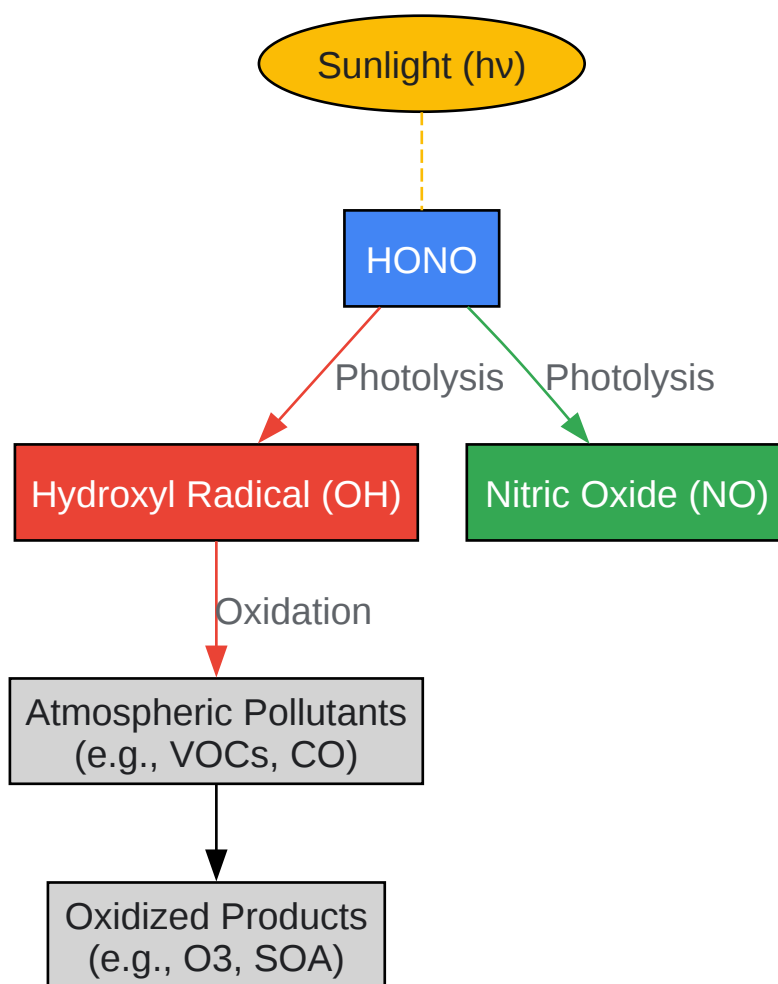 Sunlight (hν)
HONO
Photolysis
Photolysis
Hydroxyl Radical (OH)
Nitric Oxide (NO)
Oxidation
Atmospheric Pollutants
(e.g., VOCs, CO)
Oxidized Products
(e.g., O3, SOA)